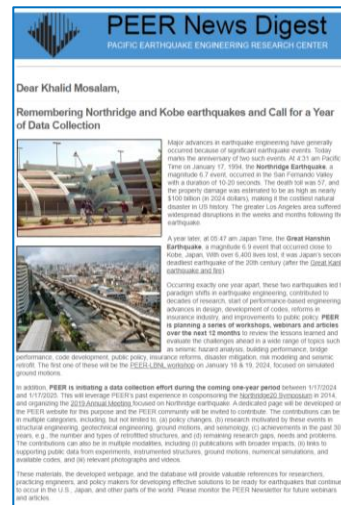 PEER News Digest
PACIFIC EARTHQUAKE ENGINEERING RESEARCH CENTER
Dear Khalid Mosalam,
Remembering Northridge and Kobe earthquakes and Call for a Year
of Data Collection
Major advances in earthquake engineering have generally
occurred because of significant earthquake events. Today
marks the anniversary of two such events. At 4:31 am Pacific
Time on January 17, 1994, the Northridge Earthquake, a
magnitude 6.7 event, occurred in the San Fernando Valley
with a duration of 10-20 seconds. The death toll was 57, and
the property damage was estimated to be as high as nearly
$100 billion (in 2024 dollars), making it the costliest natural
disaster in US history. The greater Los Angeles area suffered
widespread disruptions in the weeks and months following the
earthquake.
A year later, at 05:47 am Japan Time, the Great Hanshin
Earthquake, a magnitude 6.9 event that occurred close to
Kobe, Japan. With over 6,400 lives lost, it was Japan's second
deadliest earthquake of the 20th century (after the Great Kanto
earthquake and fire)
Occurring exactly one year apart, these two earthquakes led to
paradigm shifts in earthquake engineering, contributed to
decades of research, start of performance-based engineering
advances in design, development of codes, reforms in
insurance industry, and improvements to public policy. PEER
is planning a series of workshops, webinars and articles
over the next 12 months to review the lessons learned and
evaluate the challenges ahead in a wide range of topics such
as seismic hazard analysis, building performance, bridge
performance, code development, public policy, insurance reforms, disaster mitigation, risk modeling and seismic
retrofit. The first one of these will be the PEER-LBNL workshop on January 18 & 19, 2024, focused on simulated
ground motions.
In addition, PEER is initiating a data collection effort during the coming one-year period between 1/17/2024
and 1/17/2025. This will leverage PEER's past experience in cosponsoring the Northridge20 Symposium in 2014,
and organizing the 2019 Annual Meeting focused on Northridge earthquake. A dedicated page will be developed on
the PEER website for this purpose and the PEER community will be invited to contribute. The contributions can be
in multiple categories, including, but not limited to, (a) policy changes, (b) research motivated by these events in
structural engineering, geotechnical engineering, ground motions, and seismology, (c) achievements in the past 30
years, e.g., the number and types of retrofitted structures, and (d) remaining research gaps, needs and problems.
The contributions can also be in multiple modalities, including (i) publications with broader impacts, (ii) links to
supporting public data from experiments, instrumented structures, ground motions, numerical simulations, and
available codes, and (iii) relevant photographs and videos.
These materials, the developed webpage, and the database will provide valuable references for researchers,
practicing engineers, and policy makers for developing effective solutions to be ready for earthquakes that continue
to occur in the U.S., Japan, and other parts of the world. Please monitor the PEER Newsletter for future webinars
and articles